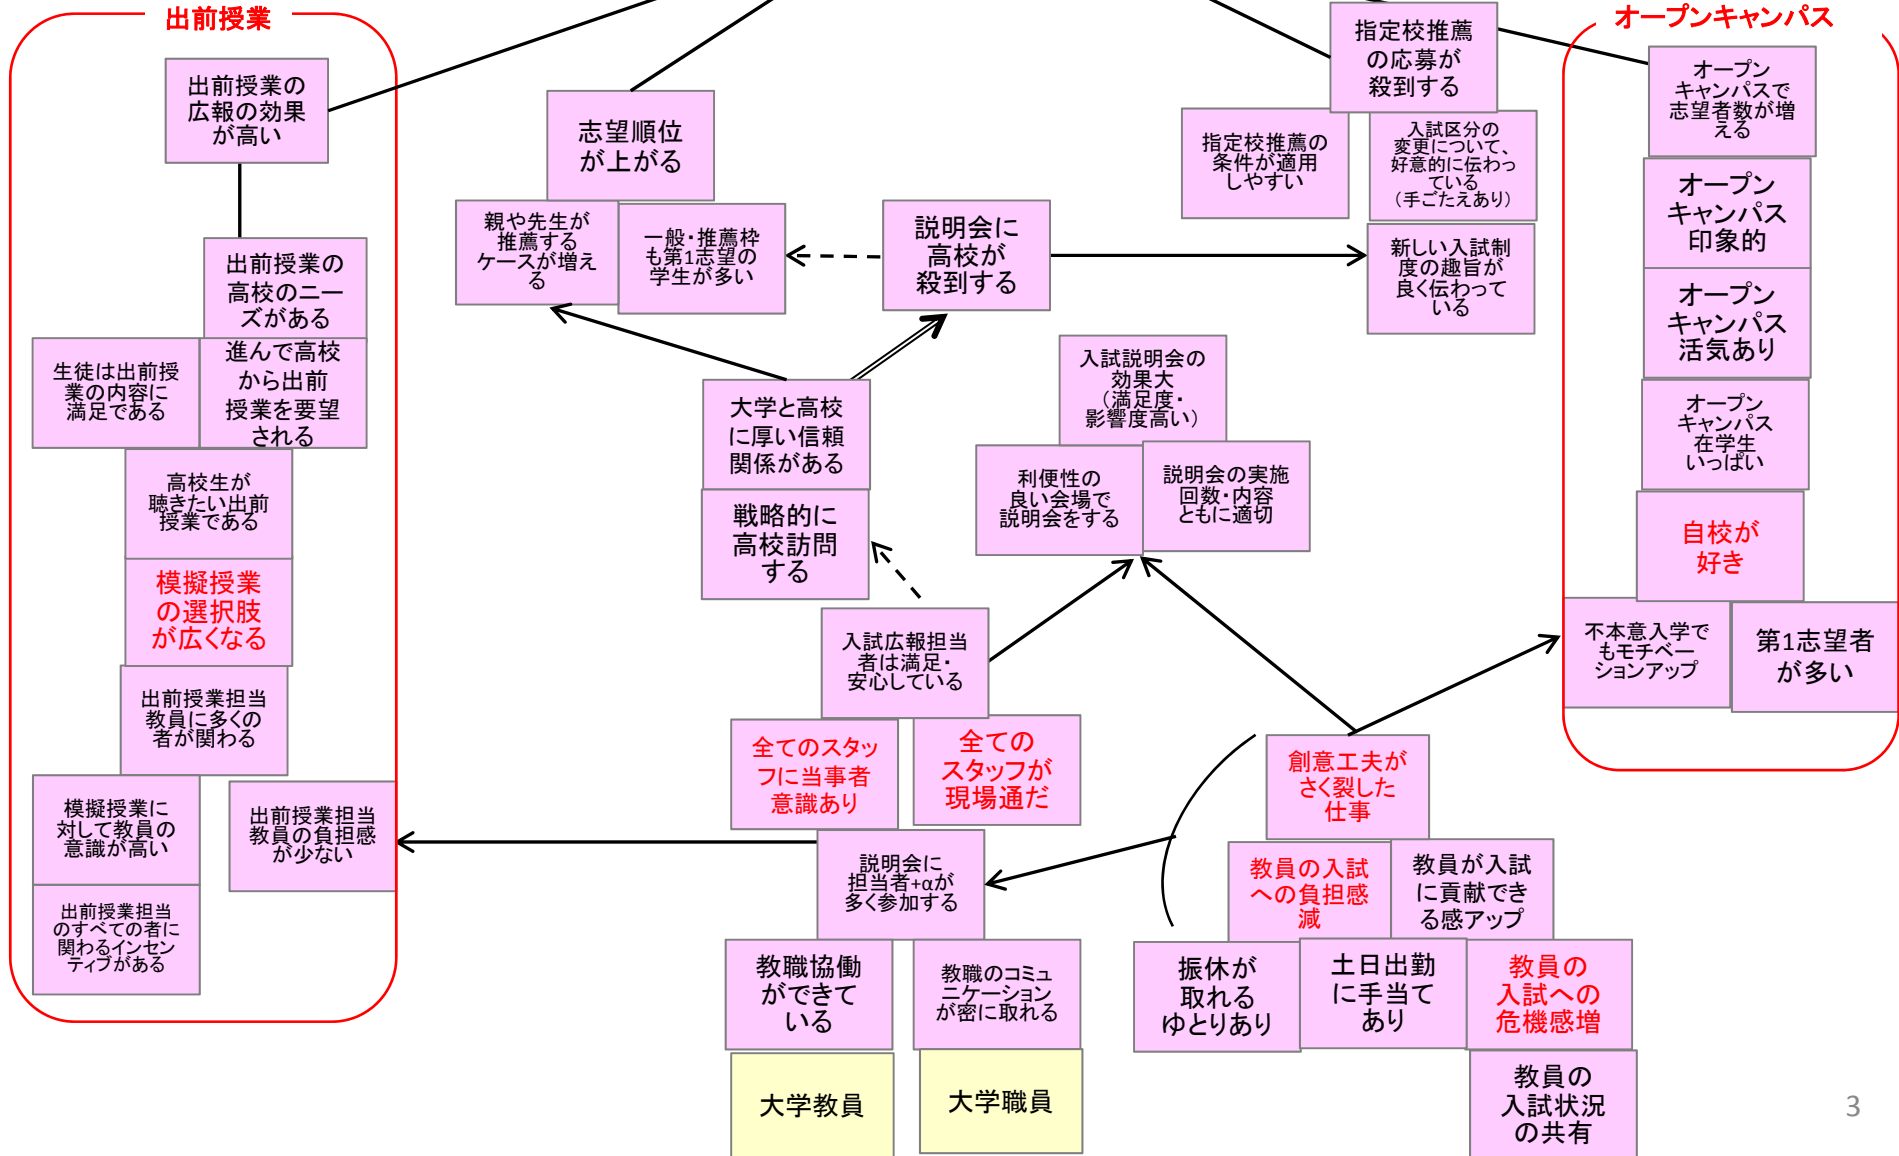 出前授業
出前授業の
広報の効果
が高い
出前授業の
高校のニー
ズがある
生徒は出前授
業の内容に
満足である
進んで高校
から出前
授業を要望
される
高校生が
聴きたい出前
授業である
模擬授業
の選択肢
が広くなる
出前授業担当
教員に多くの
者が関わる
模擬授業に
対して教員の
意識が高い
出前授業担当
教員の負担感
が少ない
出前授業担当
のすべての者に
関わるインセン
ティブがある
志望順位
が上がる
親や先生が
推薦する
ケースが増え
る
一般・推薦枠
も第1志望の
学生が多い
説明会に
高校が
殺到する
大学と高校
に厚い信頼
関係がある
戦略的に
高校訪問
する
入試説明会の
効果大
（満足度・
影響度高い）
利便性の
良い会場で
説明会をする
説明会の実施
回数・内容
ともに適切
入試広報担当
者は満足・
安心している
全てのスタッ
フに当事者
意識あり
全ての
スタッフが
現場通だ
説明会に
担当者+αが
多く参加する
教職協働
ができて
いる
教職のコミュ
ニケーション
が密に取れる
大学教員
大学職員
指定校推薦
の応募が
殺到する
指定校推薦の
条件が適用
しやすい
入試区分の
変更について、
好意的に伝わっ
ている
（手ごたえあり）
新しい入試制
度の趣旨が
良く伝わって
いる
創意工夫が
さく裂した
仕事
教員の入試
への負担感
減
教員が入試
に貢献でき
る感アップ
振休が
取れる
ゆとりあり
土日出勤
に手当て
あり
教員の
入試への
危機感増
教員の
入試状況
の共有
オープンキャンパス
オープン
キャンパスで
志望者数が増
える
オープン
キャンパス
印象的
オープン
キャンパス
活気あり
オープン
キャンパス
在学生
いっぱい
自校が
好き
不本意入学で
もモチベー
ションアップ
第1志望者
が多い
3